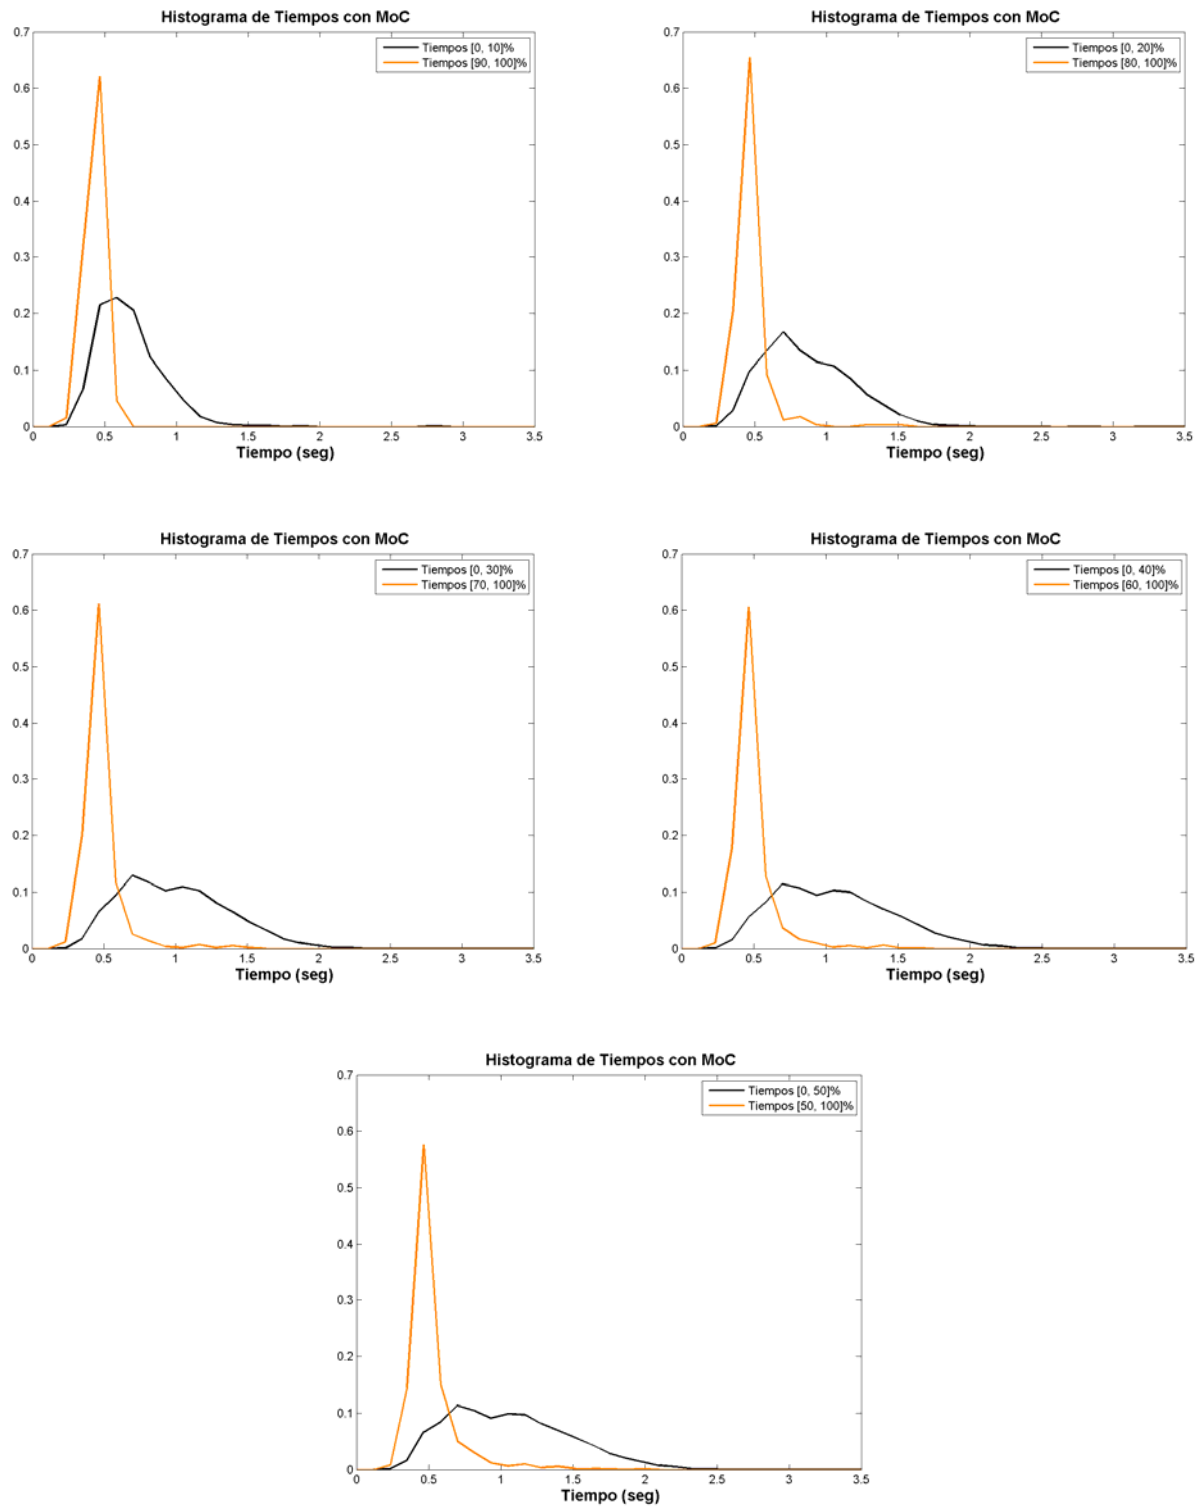 Histograma de Tiempos con MoC
0.7
0.6
0.5
0.4
0.3
0.2
0.1
0
Tiempos [0, 10]%
Tiempos [90, 100]%
0 0.5 1 1.5 2 2.5 3 3.5
Tiempo (seg)
Histograma de Tiempos con MoC
0.7
0.6
0.5
0.4
0.3
0.2
0.1
0
Tiempos [0, 20]%
Tiempos [80, 100]%
0 0.5 1 1.5 2 2.5 3 3.5
Tiempo (seg)
Histograma de Tiempos con MoC
0.7
0.6
0.5
0.4
0.3
0.2
0.1
0
Tiempos [0, 30]%
Tiempos [70, 100]%
0 0.5 1 1.5 2 2.5 3 3.5
Tiempo (seg)
Histograma de Tiempos con MoC
0.7
0.6
0.5
0.4
0.3
0.2
0.1
0
Tiempos [0, 40]%
Tiempos [60, 100]%
0 0.5 1 1.5 2 2.5 3 3.5
Tiempo (seg)
Histograma de Tiempos con MoC
0.7
0.6
0.5
0.4
0.3
0.2
0.1
0
Tiempos [0, 50]%
Tiempos [50, 100]%
0 0.5 1 1.5 2 2.5 3 3.5
Tiempo (seg)